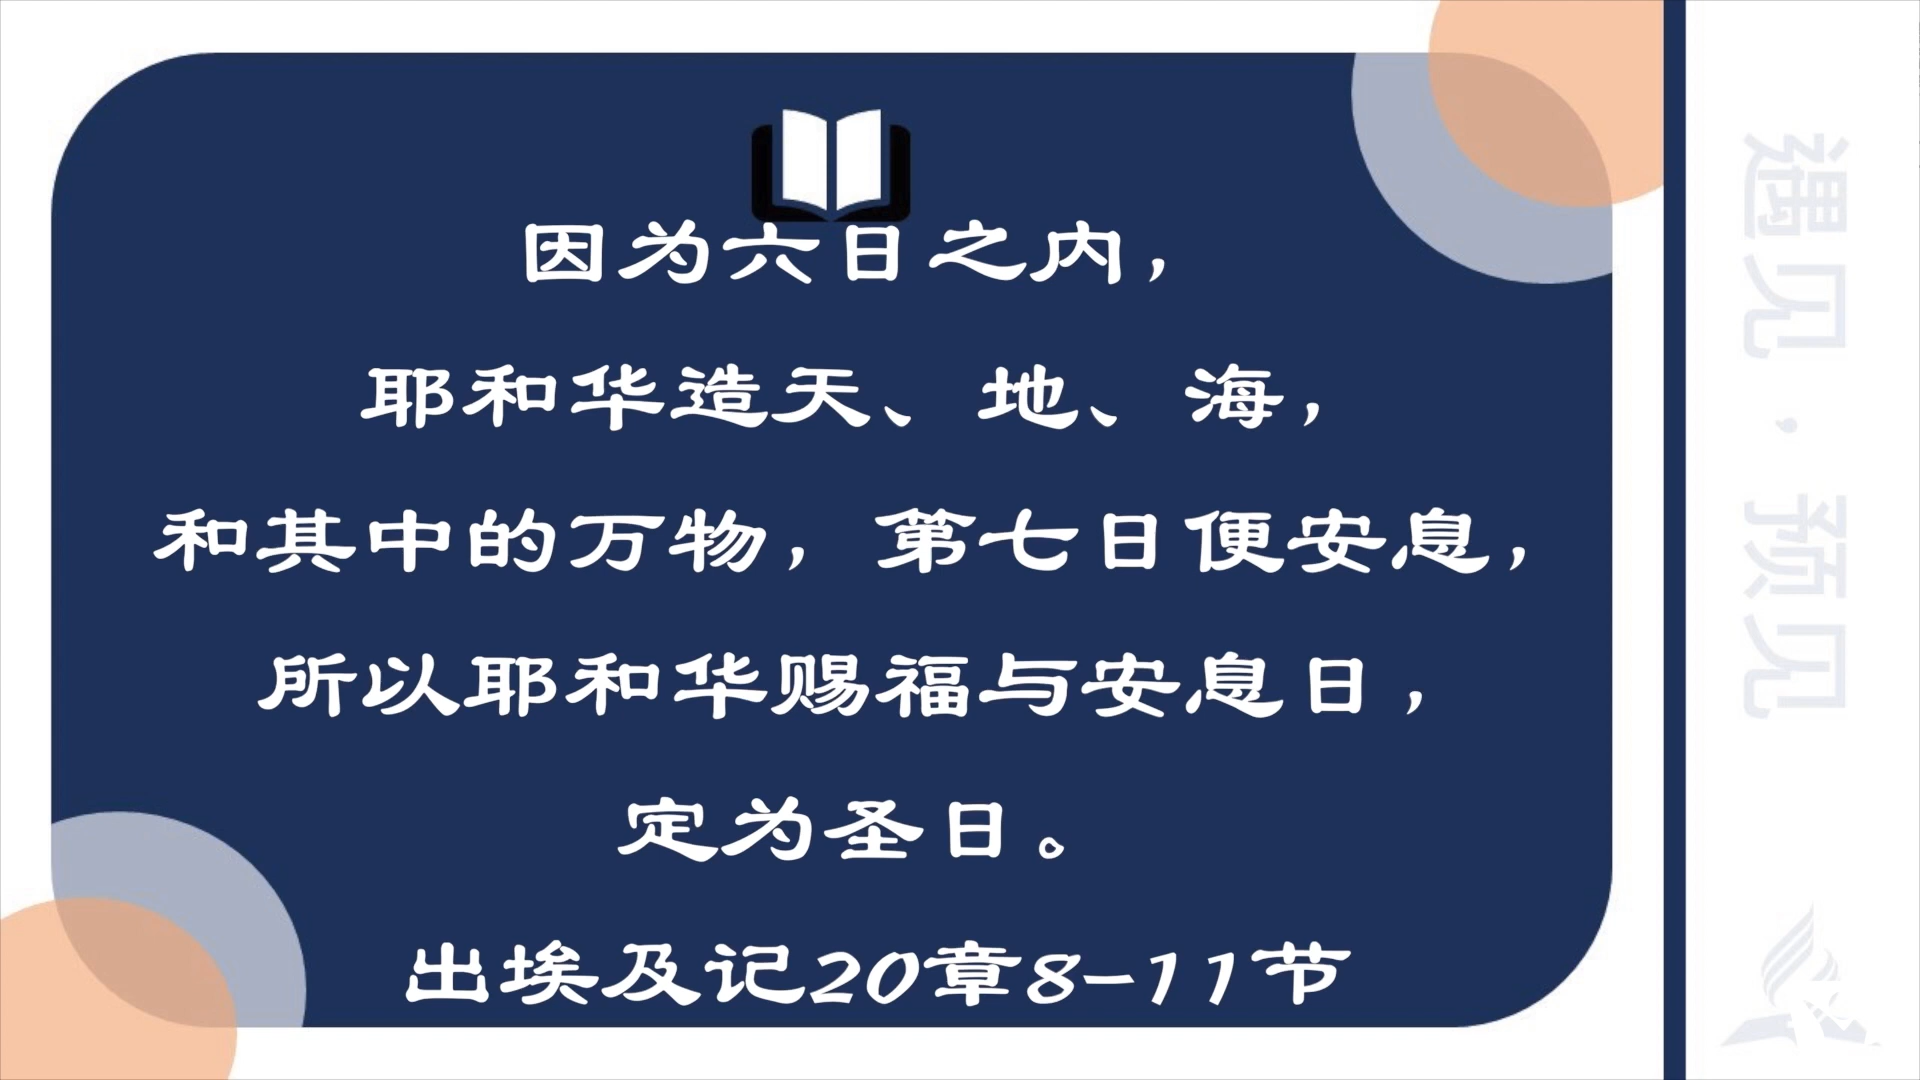 因为六日之内，
耶和华造天、地、海，
和其中的万物，第七日便安息，
所以耶和华赐福与安息日，
定为圣日。
出埃及记20章8-11节
遇见，预见